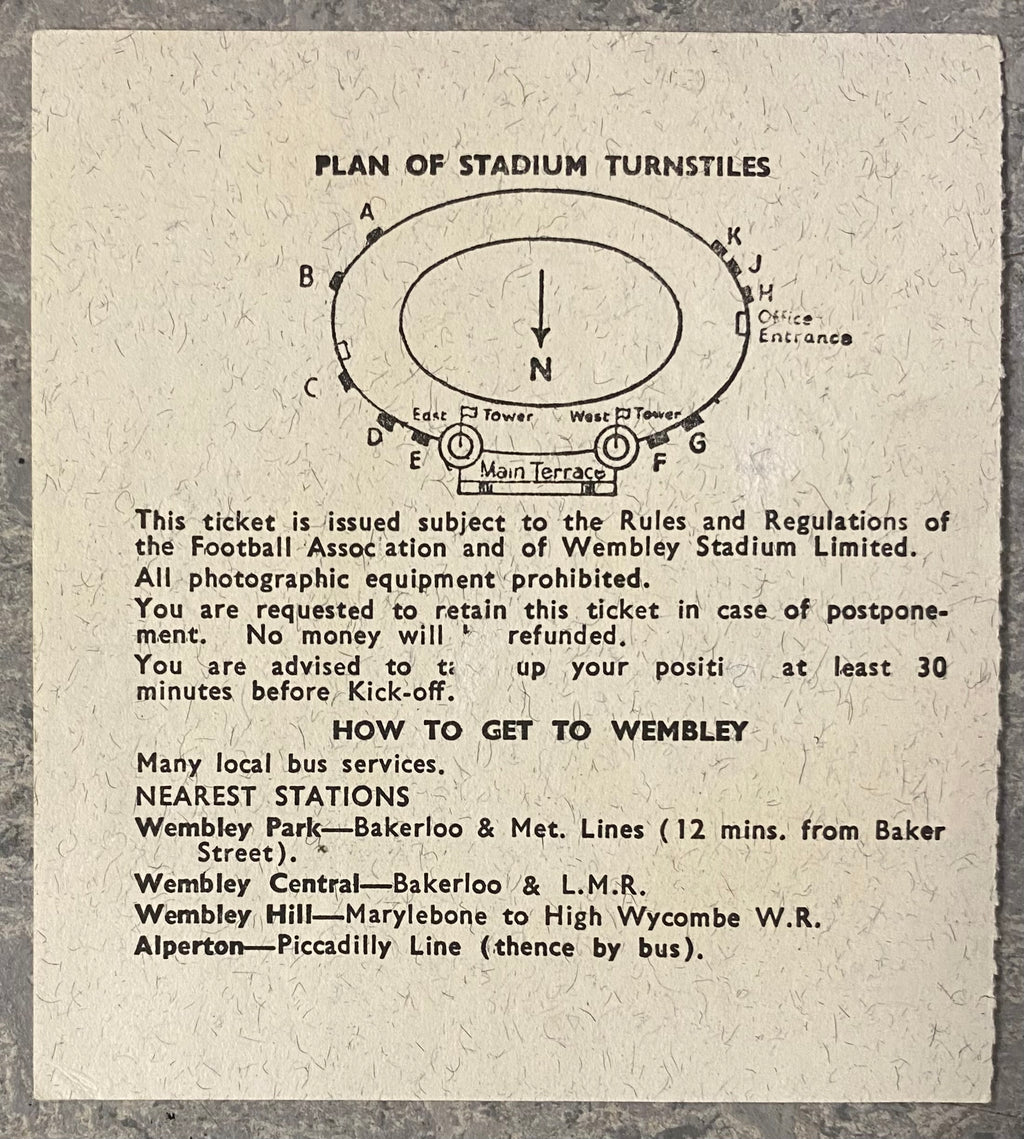 PLAN OF STADIUM TURNSTILES
A
K
J
B
H
Office
Entrance
N
C
East Tower
West Tower
D
G
E
F
Main Terrace
This ticket is issued subject to the Rules and Regulations of
the Football Assoc ation and of Wembley Stadium Limited.
All photographic equipment prohibited.
You are requested to retain this ticket in case of postpone-
ment. No money will refunded.
You are advised to up your positi at least 30
minutes before Kick-off.
HOW TO GET TO WEMBLEY
Many local bus services.
NEAREST STATIONS
Wembley Park—Bakerloo & Met. Lines (12 mins. from Baker
Street).
Wembley Central—Bakerloo & L.M.R.
Wembley Hill—Marylebone to High Wycombe W.R.
Alperton—Piccadilly Line (thence by bus).